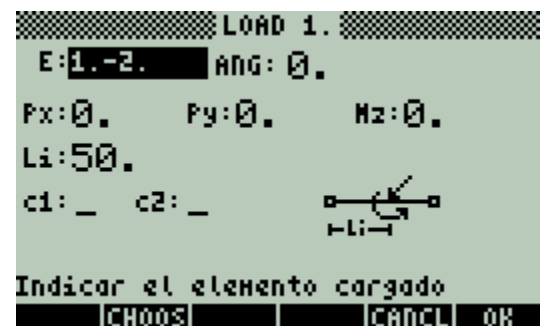 LOAD 1.
E:1.-2. ANG: 0.
Px:0. Py:0. Mz:0.
Li:50.
c1:_ c2:_
Li
Indicar el elemento cargado
CHOOS CANCL OK